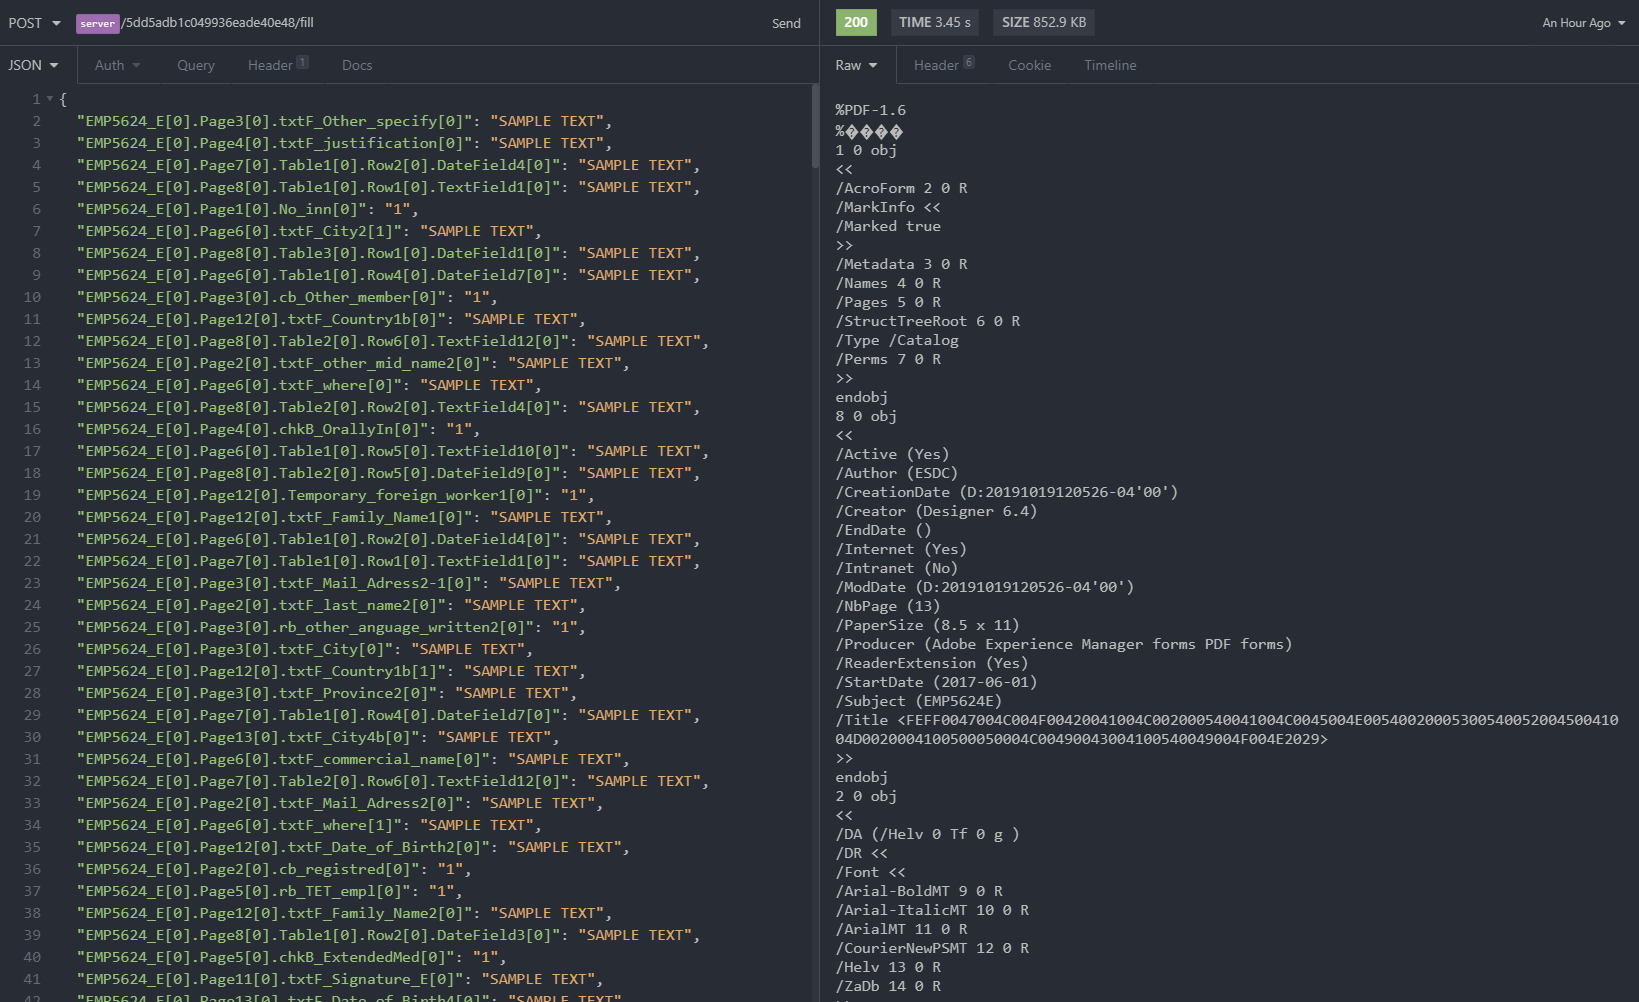 POST server /5dd5adb1c049936eade40e48/fill Send
JSON Auth Query Header 1 Docs
1 {
2 "EMP5624_E[0].Page3[0].txtF_Other_specify[0]": "SAMPLE TEXT",
3 "EMP5624_E[0].Page4[0].txtF_justification[0]": "SAMPLE TEXT",
4 "EMP5624_E[0].Page7[0].Table1[0].Row2[0].DateField4[0]": "SAMPLE TEXT",
5 "EMP5624_E[0].Page8[0].Table1[0].Row1[0].TextField1[0]": "SAMPLE TEXT",
6 "EMP5624_E[0].Page1[0].No_inn[0]": "1",
7 "EMP5624_E[0].Page6[0].txtF_City2[1]": "SAMPLE TEXT",
8 "EMP5624_E[0].Page8[0].Table3[0].Row1[0].DateField1[0]": "SAMPLE TEXT",
9 "EMP5624_E[0].Page6[0].Table1[0].Row4[0].DateField7[0]": "SAMPLE TEXT",
10 "EMP5624_E[0].Page3[0].cb_Other_member[0]": "1",
11 "EMP5624_E[0].Page12[0].txtF_Country1b[0]": "SAMPLE TEXT",
12 "EMP5624_E[0].Page8[0].Table2[0].Row6[0].TextField12[0]": "SAMPLE TEXT",
13 "EMP5624_E[0].Page2[0].txtF_other_mid_name2[0]": "SAMPLE TEXT",
14 "EMP5624_E[0].Page6[0].txtF_where[0]": "SAMPLE TEXT",
15 "EMP5624_E[0].Page8[0].Table2[0].Row2[0].TextField4[0]": "SAMPLE TEXT",
16 "EMP5624_E[0].Page4[0].chkB_OrallyIn[0]": "1",
17 "EMP5624_E[0].Page6[0].Table1[0].Row5[0].TextField10[0]": "SAMPLE TEXT",
18 "EMP5624_E[0].Page8[0].Table2[0].Row5[0].DateField9[0]": "SAMPLE TEXT",
19 "EMP5624_E[0].Page12[0].Temporary_foreign_worker1[0]": "1",
20 "EMP5624_E[0].Page12[0].txtF_Family_Name1[0]": "SAMPLE TEXT",
21 "EMP5624_E[0].Page6[0].Table1[0].Row2[0].DateField4[0]": "SAMPLE TEXT",
22 "EMP5624_E[0].Page7[0].Table1[0].Row1[0].TextField1[0]": "SAMPLE TEXT",
23 "EMP5624_E[0].Page3[0].txtF_Mail_Adress2-1[0]": "SAMPLE TEXT",
24 "EMP5624_E[0].Page2[0].txtF_last_name2[0]": "SAMPLE TEXT",
25 "EMP5624_E[0].Page3[0].rb_other_anguage_written2[0]": "1",
26 "EMP5624_E[0].Page3[0].txtF_City[0]": "SAMPLE TEXT",
27 "EMP5624_E[0].Page12[0].txtF_Country1b[1]": "SAMPLE TEXT",
28 "EMP5624_E[0].Page3[0].txtF_Province2[0]": "SAMPLE TEXT",
29 "EMP5624_E[0].Page7[0].Table1[0].Row4[0].DateField7[0]": "SAMPLE TEXT",
30 "EMP5624_E[0].Page13[0].txtF_City4b[0]": "SAMPLE TEXT",
31 "EMP5624_E[0].Page6[0].txtF_commercial_name[0]": "SAMPLE TEXT",
32 "EMP5624_E[0].Page7[0].Table2[0].Row6[0].TextField12[0]": "SAMPLE TEXT",
33 "EMP5624_E[0].Page2[0].txtF_Mail_Adress2[0]": "SAMPLE TEXT",
34 "EMP5624_E[0].Page6[0].txtF_where[1]": "SAMPLE TEXT",
35 "EMP5624_E[0].Page12[0].txtF_Date_of_Birth2[0]": "SAMPLE TEXT",
36 "EMP5624_E[0].Page2[0].cb_registred[0]": "1",
37 "EMP5624_E[0].Page5[0].rb_TET_empl[0]": "1",
38 "EMP5624_E[0].Page12[0].txtF_Family_Name2[0]": "SAMPLE TEXT",
39 "EMP5624_E[0].Page8[0].Table1[0].Row2[0].DateField3[0]": "SAMPLE TEXT",
40 "EMP5624_E[0].Page5[0].chkB_ExtendedMed[0]": "1",
41 "EMP5624_E[0].Page11[0].txtF_Signature_E[0]": "SAMPLE TEXT",
42 "EMP5624_E[0].Page13[0].txtF_Date_of_Birth4[0]": "SAMPLE TEXT",
200 TIME 3.45 s SIZE 852.9 KB An Hour Ago
Raw Header 6 Cookie Timeline
%PDF-1.6
%����
1 0 obj
<<
/AcroForm 2 0 R
/MarkInfo <<
/Marked true
>>
/Metadata 3 0 R
/Names 4 0 R
/Pages 5 0 R
/StructTreeRoot 6 0 R
/Type /Catalog
/Perms 7 0 R
>>
endobj
8 0 obj
<<
/Active (Yes)
/Author (ESDC)
/CreationDate (D:20191019120526-04'00')
/Creator (Designer 6.4)
/EndDate ()
/Internet (Yes)
/Intranet (No)
/ModDate (D:20191019120526-04'00')
/NbPage (13)
/PaperSize (8.5 x 11)
/Producer (Adobe Experience Manager forms PDF forms)
/ReaderExtension (Yes)
/StartDate (2017-06-01)
/Subject (EMP5624E)
/Title <FEFF0047004C004F00420041004C002000540041004C0045004E0054002000530054005200450041
004D0020004100500050004C00490043004100540049004F004E2029>
>>
endobj
2 0 obj
<<
/DA (/Helv 0 Tf 0 g )
/DR <<
/Font <<
/Arial-BoldMT 9 0 R
/Arial-ItalicMT 10 0 R
/ArialMT 11 0 R
/CourierNewPSMT 12 0 R
/Helv 13 0 R
/ZaDb 14 0 R